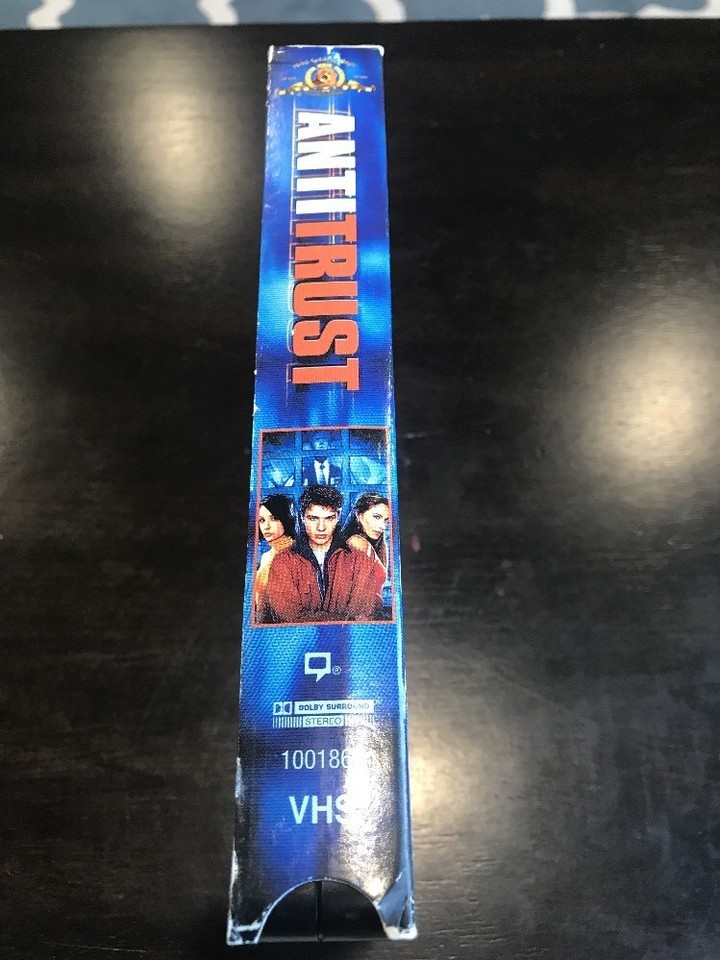 ANTITRUST
®
DOLBY SURROUND
STEREO
VHS